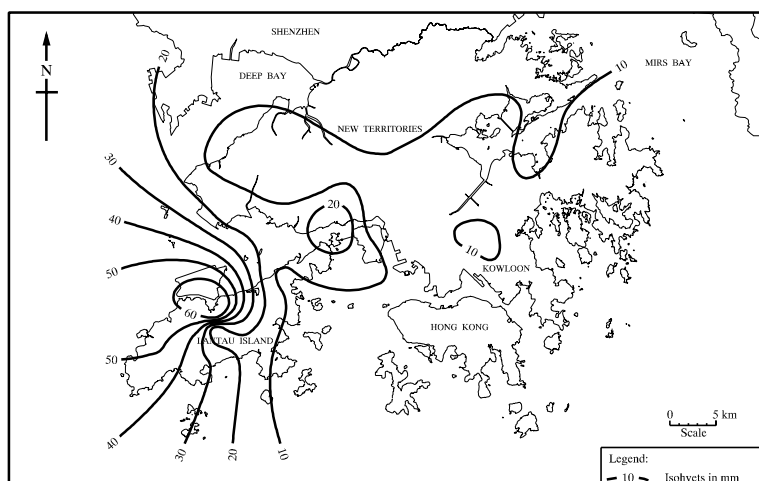 SHENZHEN
DEEP BAY
MIRS BAY
N
NEW TERRITORIES
20
10
30
40
50
20
10
60
KOWLOON
HONG KONG
LANTAU ISLAND
50
40
30
20
10
0 5 km
Scale
Legend:
10 Isohyets in mm